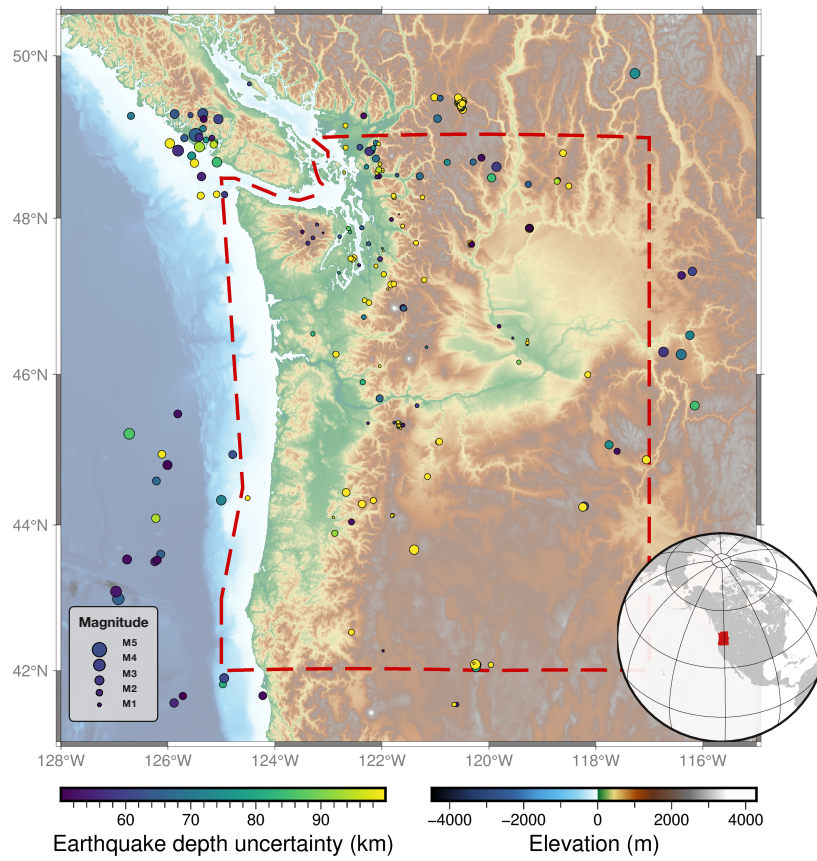 50°N
48°N
46°N
44°N
42°N
Magnitude
M5
M4
M3
M2
M1
128°W 126°W 124°W 122°W 120°W 118°W 116°W
60 70 80 90
Earthquake depth uncertainty (km)
−4000 −2000 0 2000 4000
Elevation (m)